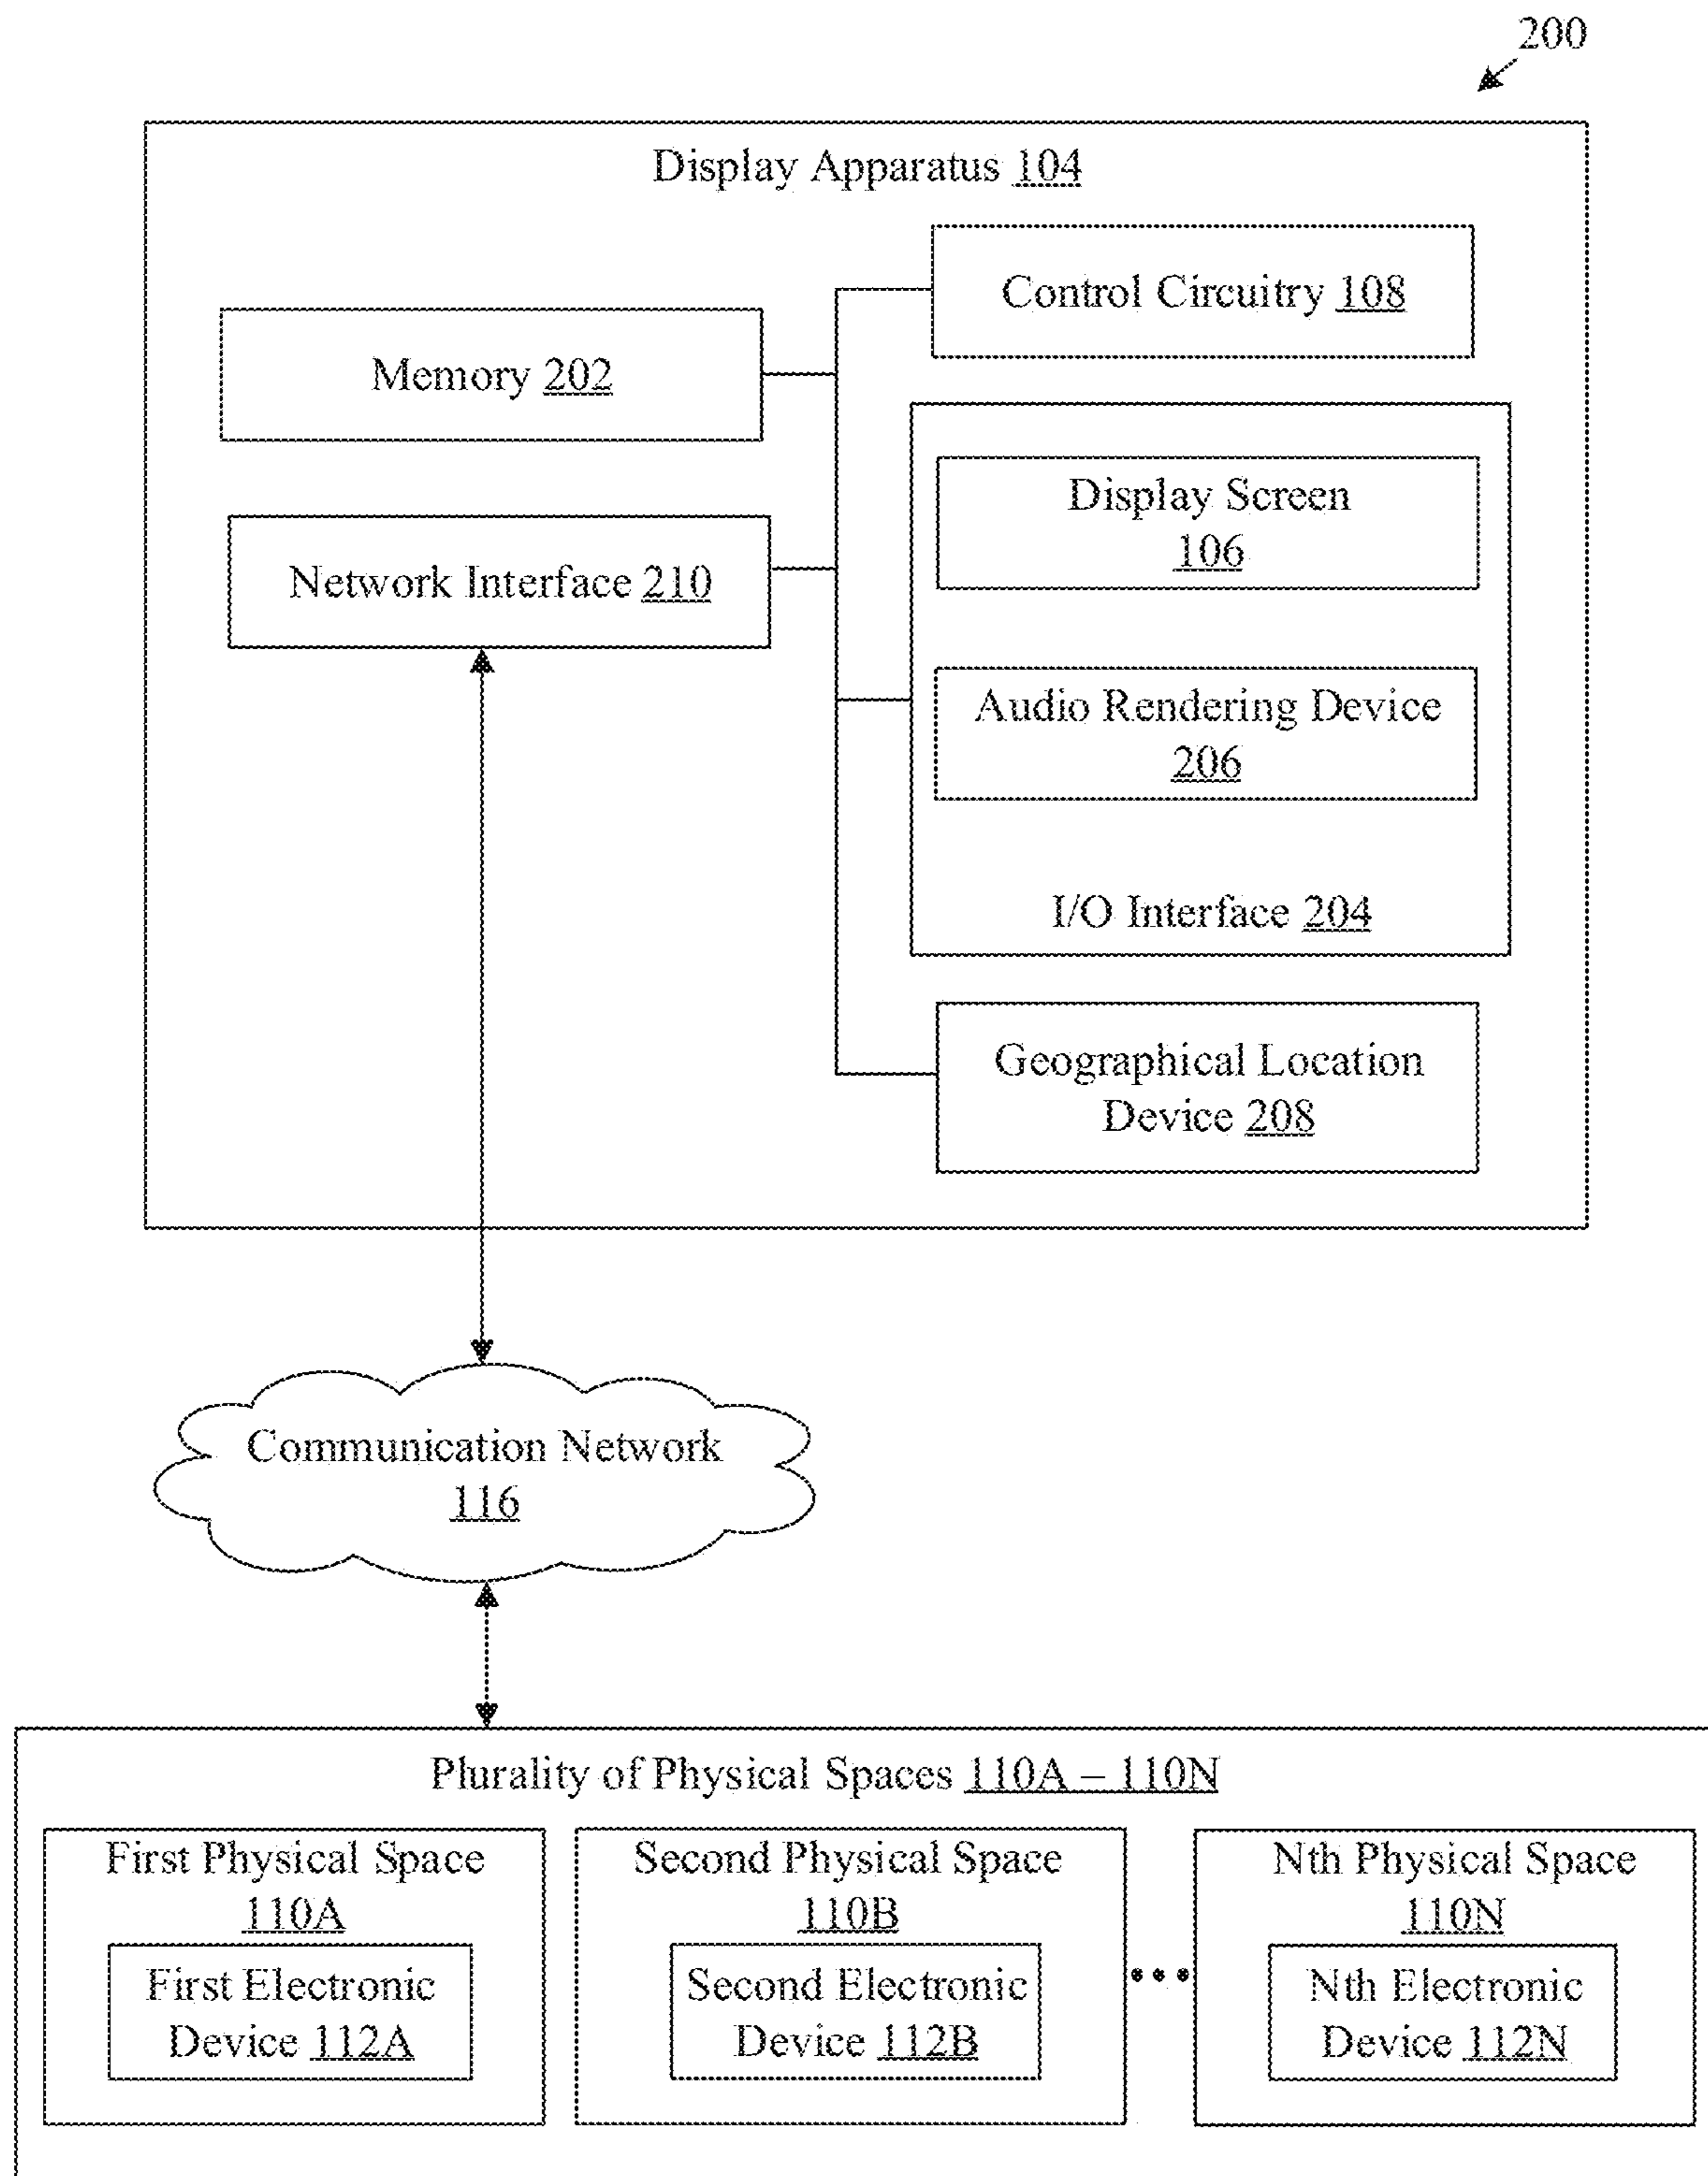 200
Display Apparatus 104
Control Circuitry 108
Memory 202
Display Screen
106
Network Interface 210
Audio Rendering Device
206
I/O Interface 204
Geographical Location
Device 208
Communication Network
116
Plurality of Physical Spaces 110A – 110N
First Physical Space
110A
First Electronic
Device 112A
Second Physical Space
110B
Second Electronic
Device 112B
Nth Physical Space
110N
Nth Electronic
Device 112N